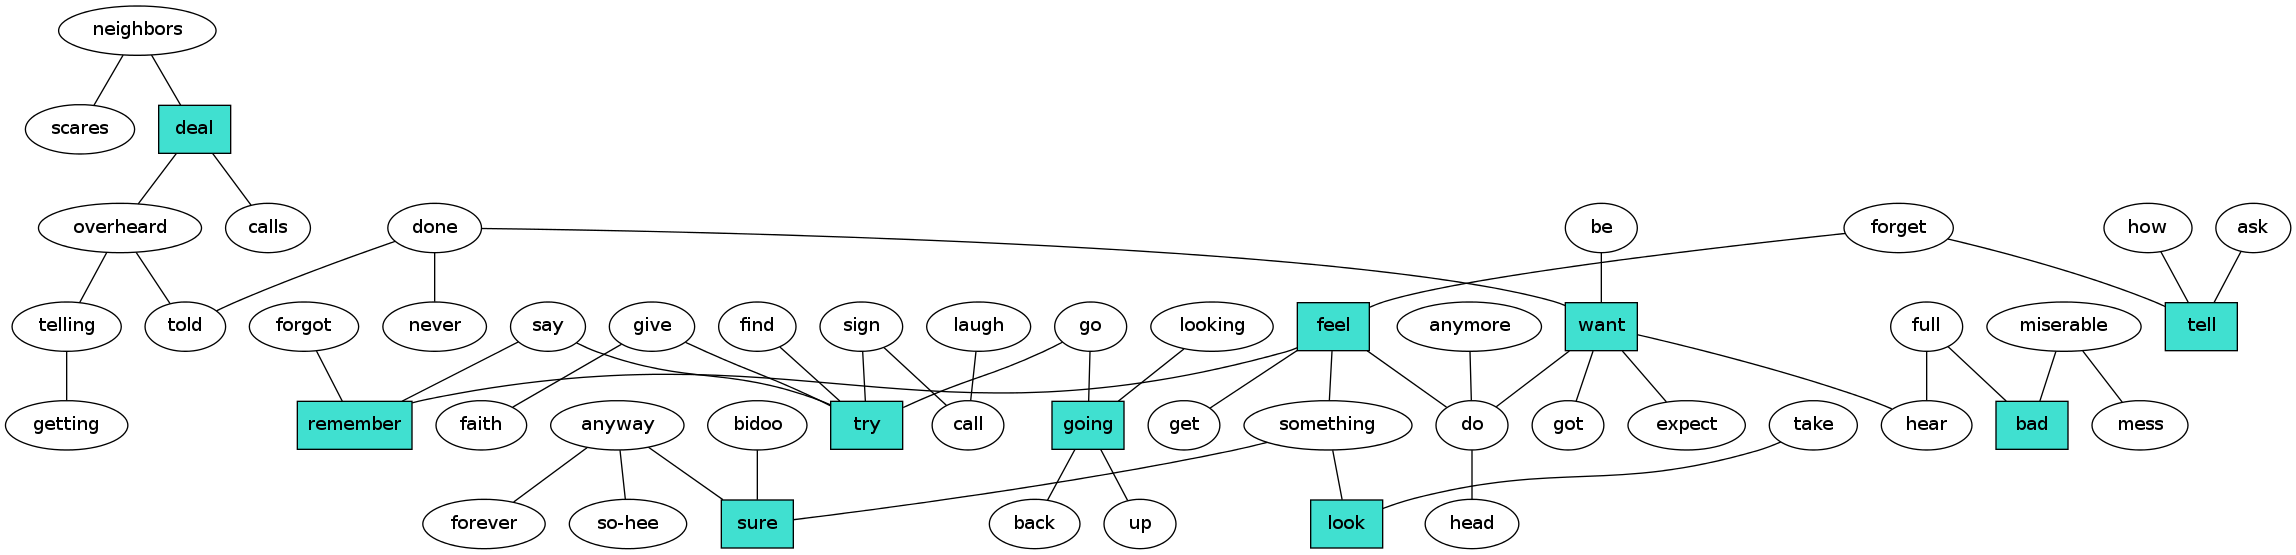 neighbors
scares
deal
overheard
calls
done
be
forget
how
ask
telling
told
forgot
never
say
give
find
sign
laugh
go
looking
feel
anymore
want
full
miserable
tell
getting
remember
faith
anyway
bidoo
try
call
going
get
something
do
got
expect
take
hear
bad
mess
forever
so-hee
sure
back
up
look
head